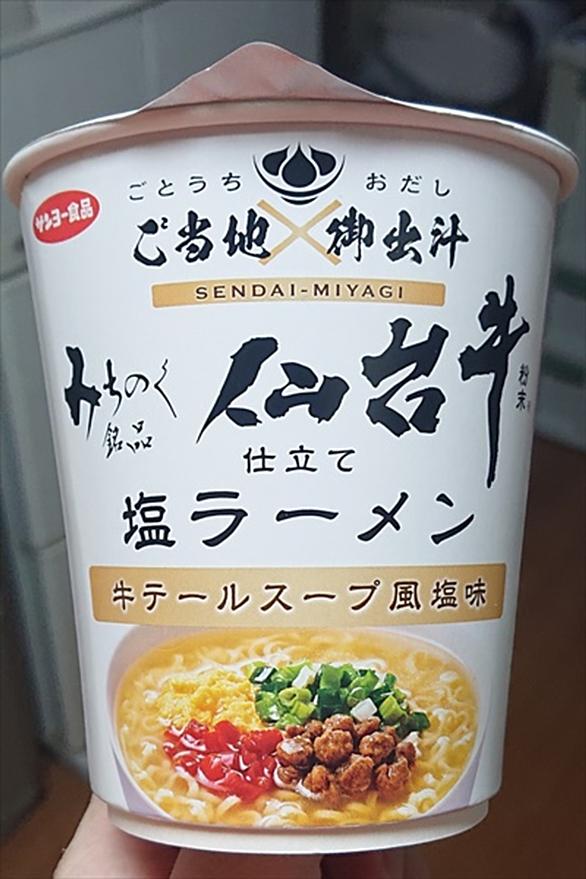 ごとうち おだし
サンヨー食品
ご当地×御出汁
SENDAI-MIYAGI
みちのく銘品
仙台牛粉末※
仕立て
塩ラーメン
牛テールスープ風塩味